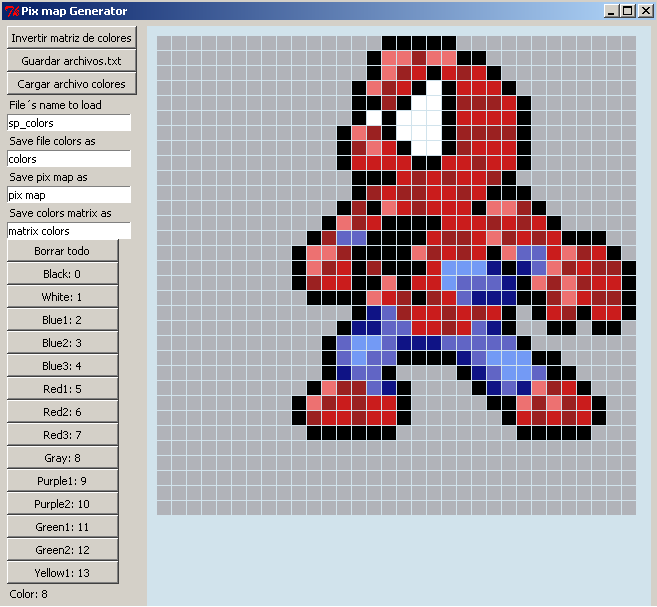 Pix map Generator
Invertir matriz de colores
Guardar archivos.txt
Cargar archivo colores
File´s name to load
sp_colors
Save file colors as
colors
Save pix map as
pix map
Save colors matrix as
matrix colors
Borrar todo
Black: 0
White: 1
Blue1: 2
Blue2: 3
Blue3: 4
Red1: 5
Red2: 6
Red3: 7
Gray: 8
Purple1: 9
Purple2: 10
Green1: 11
Green2: 12
Yellow1: 13
Color: 8